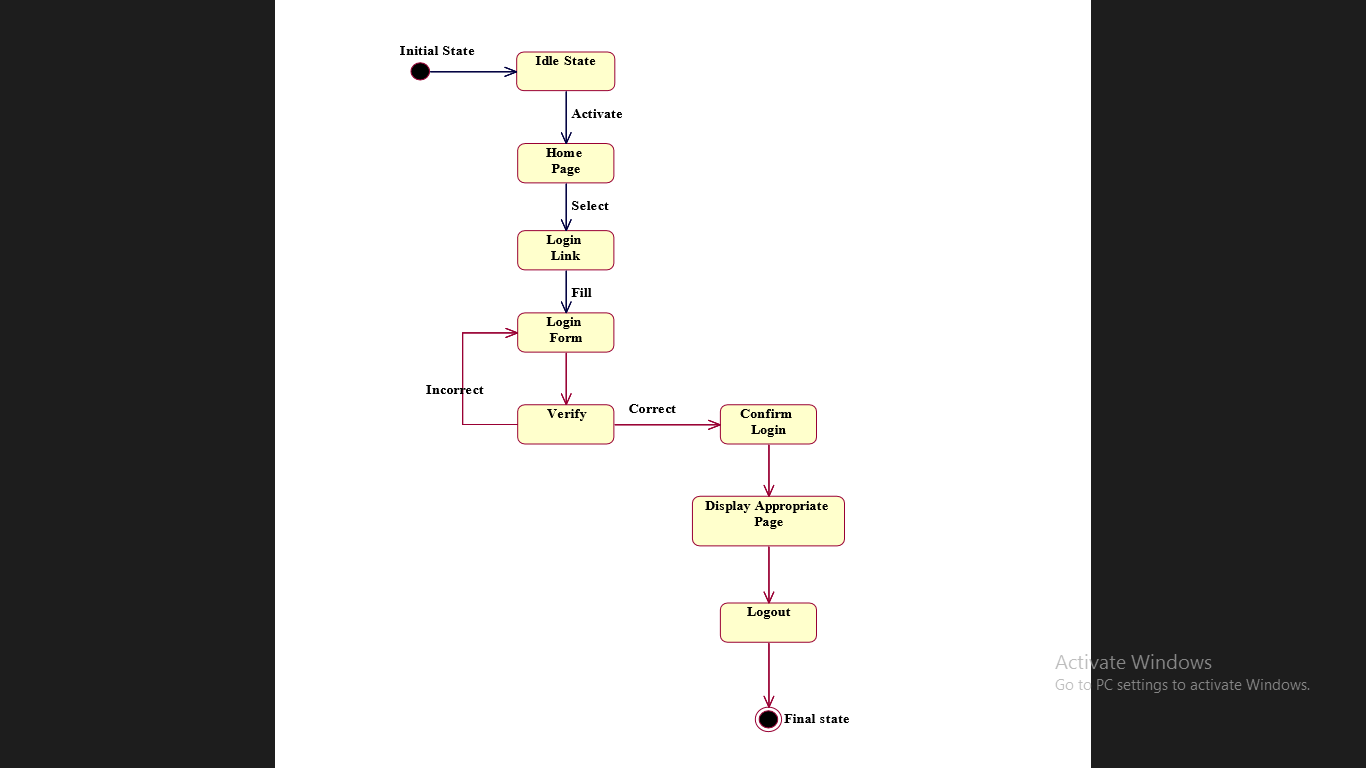 Initial State
Idle State
Activate
Home
Page
Select
Login
Link
Fill
Login
Form
Incorrect
Verify
Correct
Confirm
Login
Display Appropriate
Page
Logout
Final state
Activate Windows
Go to PC settings to activate Windows.